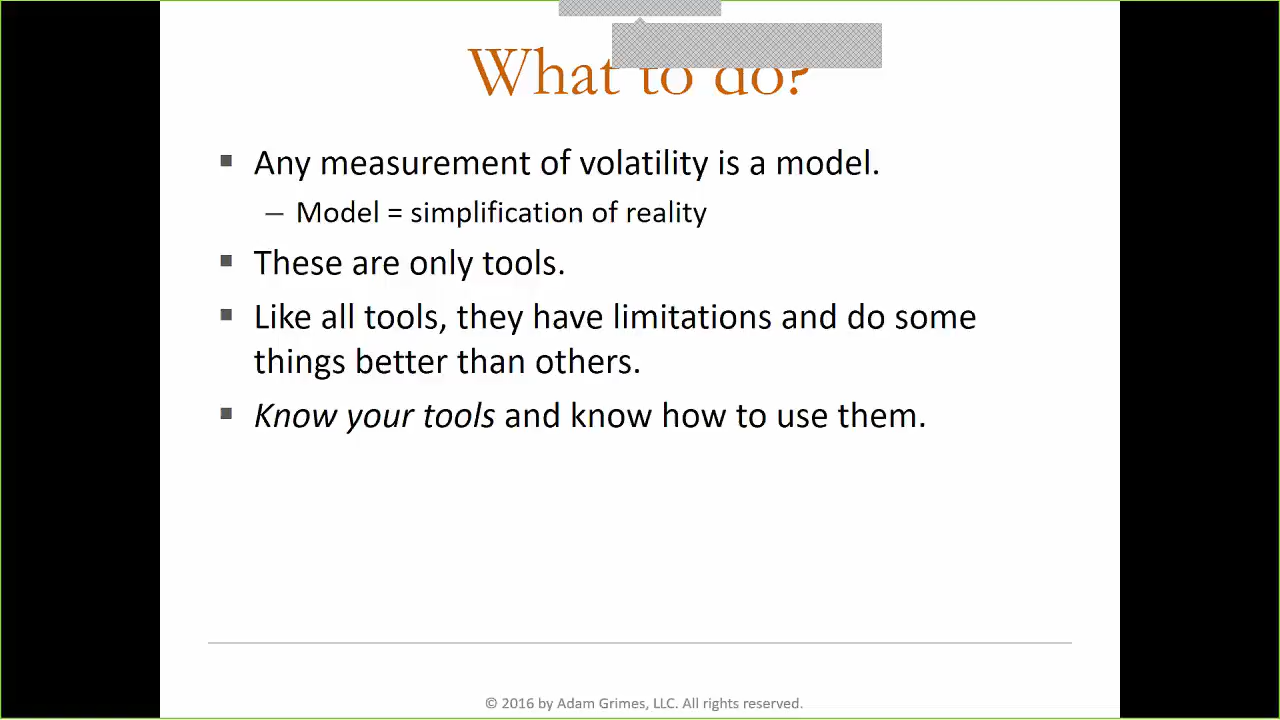 What to do?
Any measurement of volatility is a model.
– Model = simplification of reality
These are only tools.
Like all tools, they have limitations and do some
things better than others.
Know your tools and know how to use them.
© 2016 by Adam Grimes, LLC. All rights reserved.